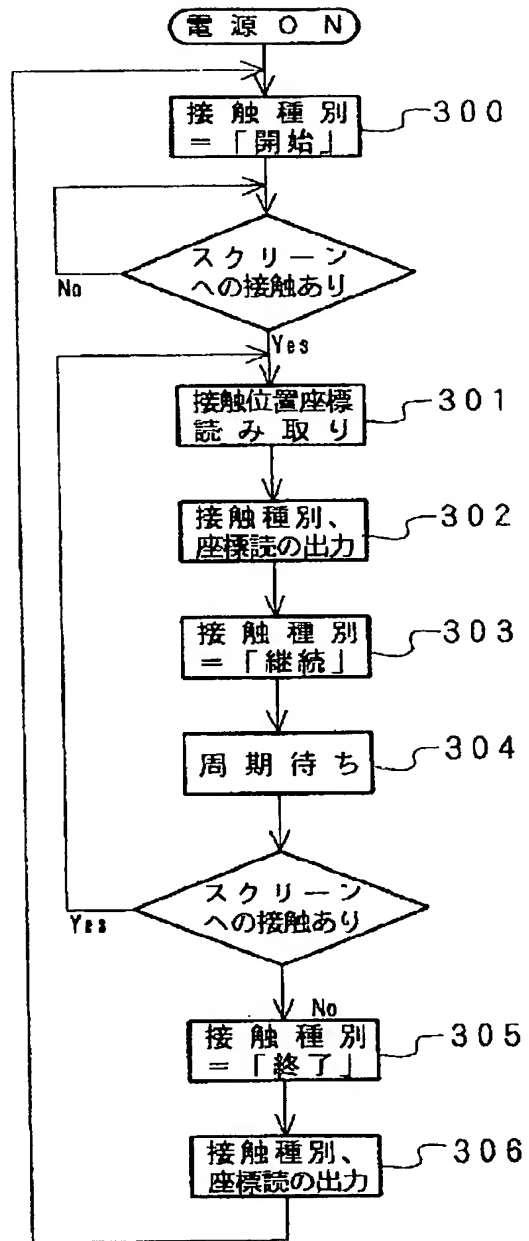 電源ON
接触種別
=「開始」
300
スクリーン
への接触あり
No
Yes
接触位置座標
読み取り
301
接触種別、
座標読の出力
302
接触種別
=「継続」
303
周期待ち
304
スクリーン
への接触あり
Yes
No
接触種別
=「終了」
305
接触種別、
座標読の出力
306